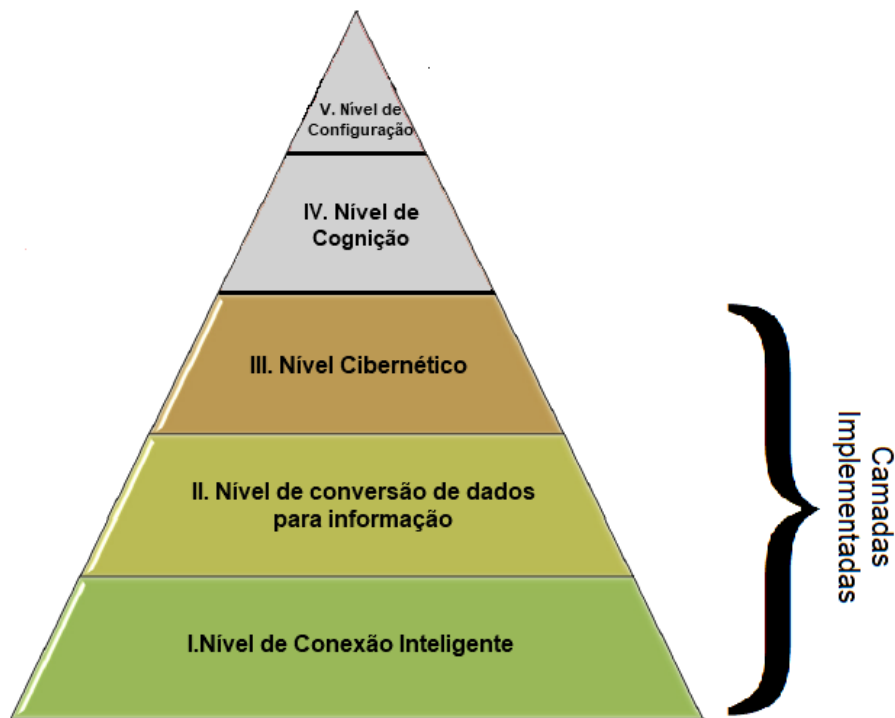 V. Nível de
Configuração
IV. Nível de
Cognição
III. Nível Cibernético
II. Nível de conversão de dados
para informação
I.Nível de Conexão Inteligente
Camadas
Implementadas